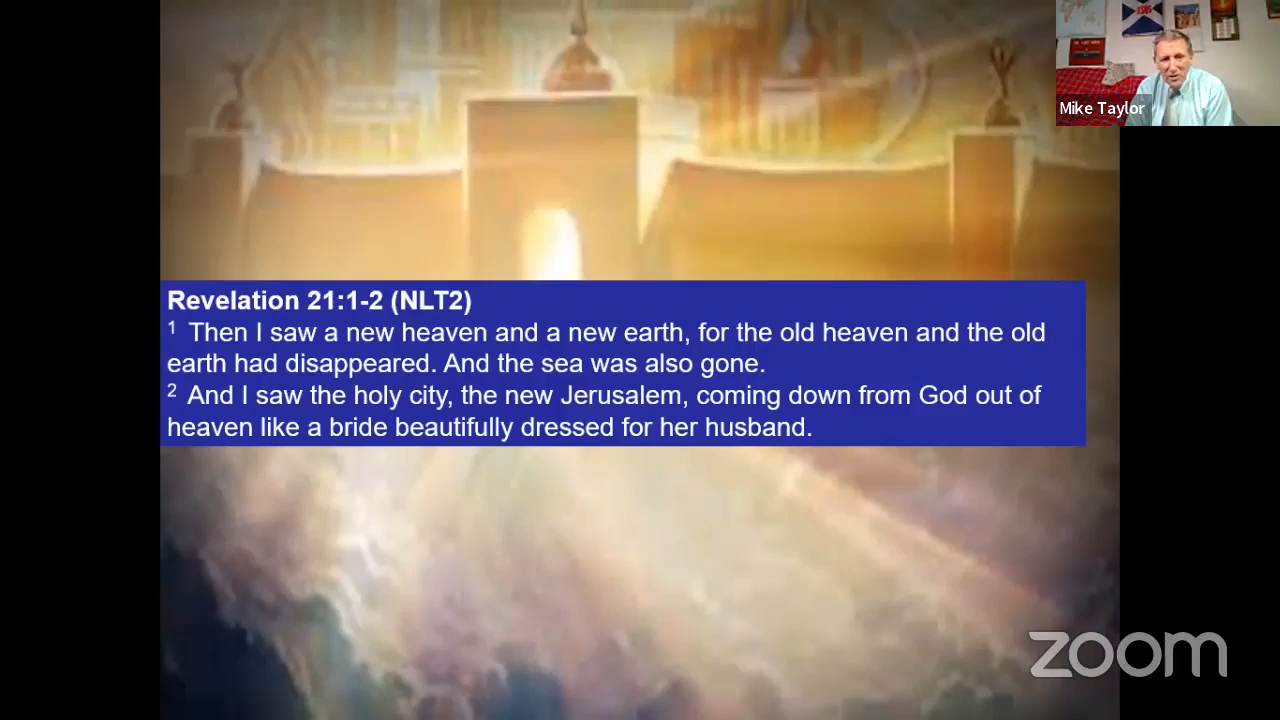 Mike Taylor
Revelation 21:1-2 (NLT2)
1 Then I saw a new heaven and a new earth, for the old heaven and the old
earth had disappeared. And the sea was also gone.
2 And I saw the holy city, the new Jerusalem, coming down from God out of
heaven like a bride beautifully dressed for her husband.
zoom